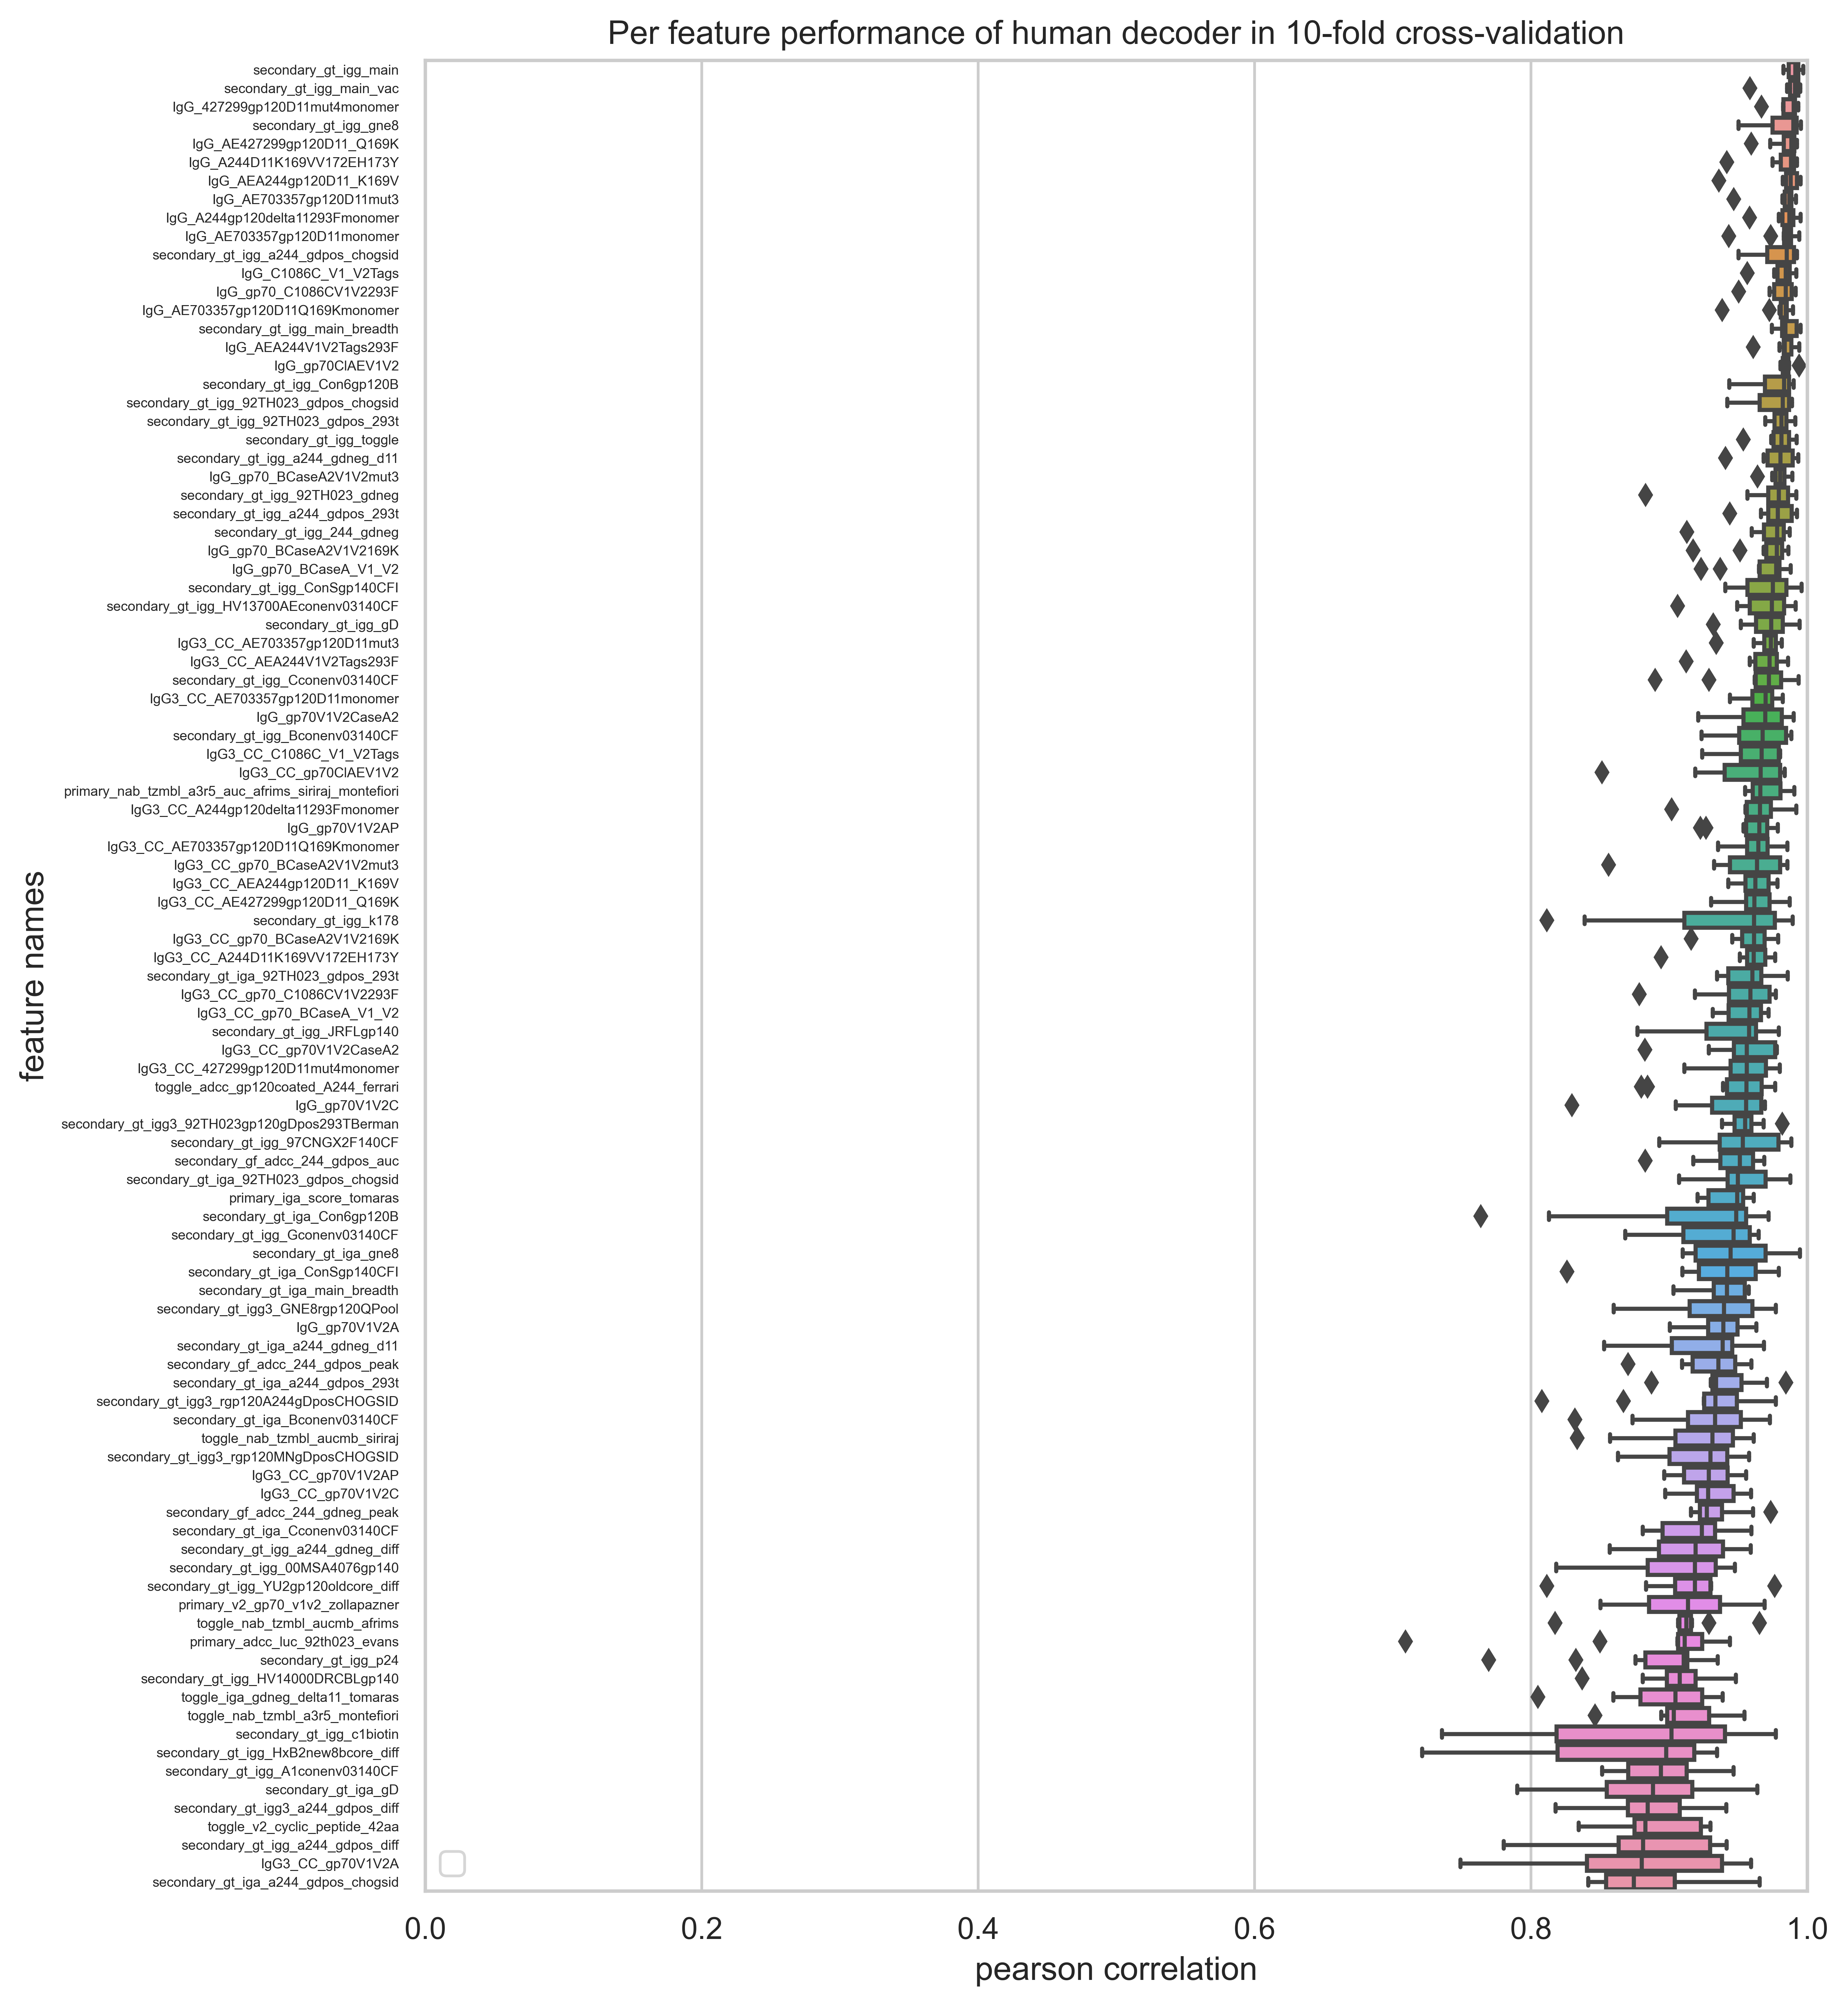 Per feature performance of human decoder in 10-fold cross-validation
secondary_gt_igg_main
secondary_gt_igg_main_vac
IgG_427299gp120D11mut4monomer
secondary_gt_igg_gne8
IgG_AE427299gp120D11_Q169K
IgG_A244D11K169VV172EH173Y
IgG_AEA244gp120D11_K169V
IgG_AE703357gp120D11mut3
IgG_A244gp120delta11293Fmonomer
IgG_AE703357gp120D11monomer
secondary_gt_igg_a244_gdpos_chogsid
IgG_C1086C_V1_V2Tags
IgG_gp70_C1086CV1V2293F
IgG_AE703357gp120D11Q169Kmonomer
secondary_gt_igg_main_breadth
IgG_AEA244V1V2Tags293F
IgG_gp70ClAEV1V2
secondary_gt_igg_Con6gp120B
secondary_gt_igg_92TH023_gdpos_chogsid
secondary_gt_igg_92TH023_gdpos_293t
secondary_gt_igg_toggle
secondary_gt_igg_a244_gdneg_d11
IgG_gp70_BCaseA2V1V2mut3
secondary_gt_igg_92TH023_gdneg
secondary_gt_igg_a244_gdpos_293t
secondary_gt_igg_244_gdneg
IgG_gp70_BCaseA2V1V2169K
IgG_gp70_BCaseA_V1_V2
secondary_gt_igg_ConSgp140CFI
secondary_gt_igg_HV13700AEconenv03140CF
secondary_gt_igg_gD
IgG3_CC_AE703357gp120D11mut3
IgG3_CC_AEA244V1V2Tags293F
secondary_gt_igg_Cconenv03140CF
IgG3_CC_AE703357gp120D11monomer
IgG_gp70V1V2CaseA2
secondary_gt_igg_Bconenv03140CF
IgG3_CC_C1086C_V1_V2Tags
IgG3_CC_gp70ClAEV1V2
primary_nab_tzmbl_a3r5_auc_afrims_siriraj_montefiori
IgG3_CC_A244gp120delta11293Fmonomer
IgG_gp70V1V2AP
IgG3_CC_AE703357gp120D11Q169Kmonomer
IgG3_CC_gp70_BCaseA2V1V2mut3
IgG3_CC_AEA244gp120D11_K169V
IgG3_CC_AE427299gp120D11_Q169K
secondary_gt_igg_k178
IgG3_CC_gp70_BCaseA2V1V2169K
IgG3_CC_A244D11K169VV172EH173Y
secondary_gt_iga_92TH023_gdpos_293t
IgG3_CC_gp70_C1086CV1V2293F
IgG3_CC_gp70_BCaseA_V1_V2
secondary_gt_igg_JRFLgp140
IgG3_CC_gp70V1V2CaseA2
IgG3_CC_427299gp120D11mut4monomer
toggle_adcc_gp120coated_A244_ferrari
IgG_gp70V1V2C
secondary_gt_igg3_92TH023gp120gDpos293TBerman
secondary_gt_igg_97CNGX2F140CF
secondary_gf_adcc_244_gdpos_auc
secondary_gt_iga_92TH023_gdpos_chogsid
primary_iga_score_tomaras
secondary_gt_iga_Con6gp120B
secondary_gt_igg_Gconenv03140CF
secondary_gt_iga_gne8
secondary_gt_iga_ConSgp140CFI
secondary_gt_iga_main_breadth
secondary_gt_igg3_GNE8rgp120QPool
IgG_gp70V1V2A
secondary_gt_iga_a244_gdneg_d11
secondary_gf_adcc_244_gdpos_peak
secondary_gt_iga_a244_gdpos_293t
secondary_gt_igg3_rgp120A244gDposCHOGSID
secondary_gt_iga_Bconenv03140CF
toggle_nab_tzmbl_aucmb_siriraj
secondary_gt_igg3_rgp120MNgDposCHOGSID
IgG3_CC_gp70V1V2AP
IgG3_CC_gp70V1V2C
secondary_gf_adcc_244_gdneg_peak
secondary_gt_iga_Cconenv03140CF
secondary_gt_igg_a244_gdneg_diff
secondary_gt_igg_00MSA4076gp140
secondary_gt_igg_YU2gp120oldcore_diff
primary_v2_gp70_v1v2_zollapazner
toggle_nab_tzmbl_aucmb_afrims
primary_adcc_luc_92th023_evans
secondary_gt_igg_p24
secondary_gt_igg_HV14000DRCBLgp140
toggle_iga_gdneg_delta11_tomaras
toggle_nab_tzmbl_a3r5_montefiori
secondary_gt_igg_c1biotin
secondary_gt_igg_HxB2new8bcore_diff
secondary_gt_igg_A1conenv03140CF
secondary_gt_iga_gD
secondary_gt_igg3_a244_gdpos_diff
toggle_v2_cyclic_peptide_42aa
secondary_gt_igg_a244_gdpos_diff
IgG3_CC_gp70V1V2A
secondary_gt_iga_a244_gdpos_chogsid
feature names
0.0 0.2 0.4 0.6 0.8 1.0
pearson correlation